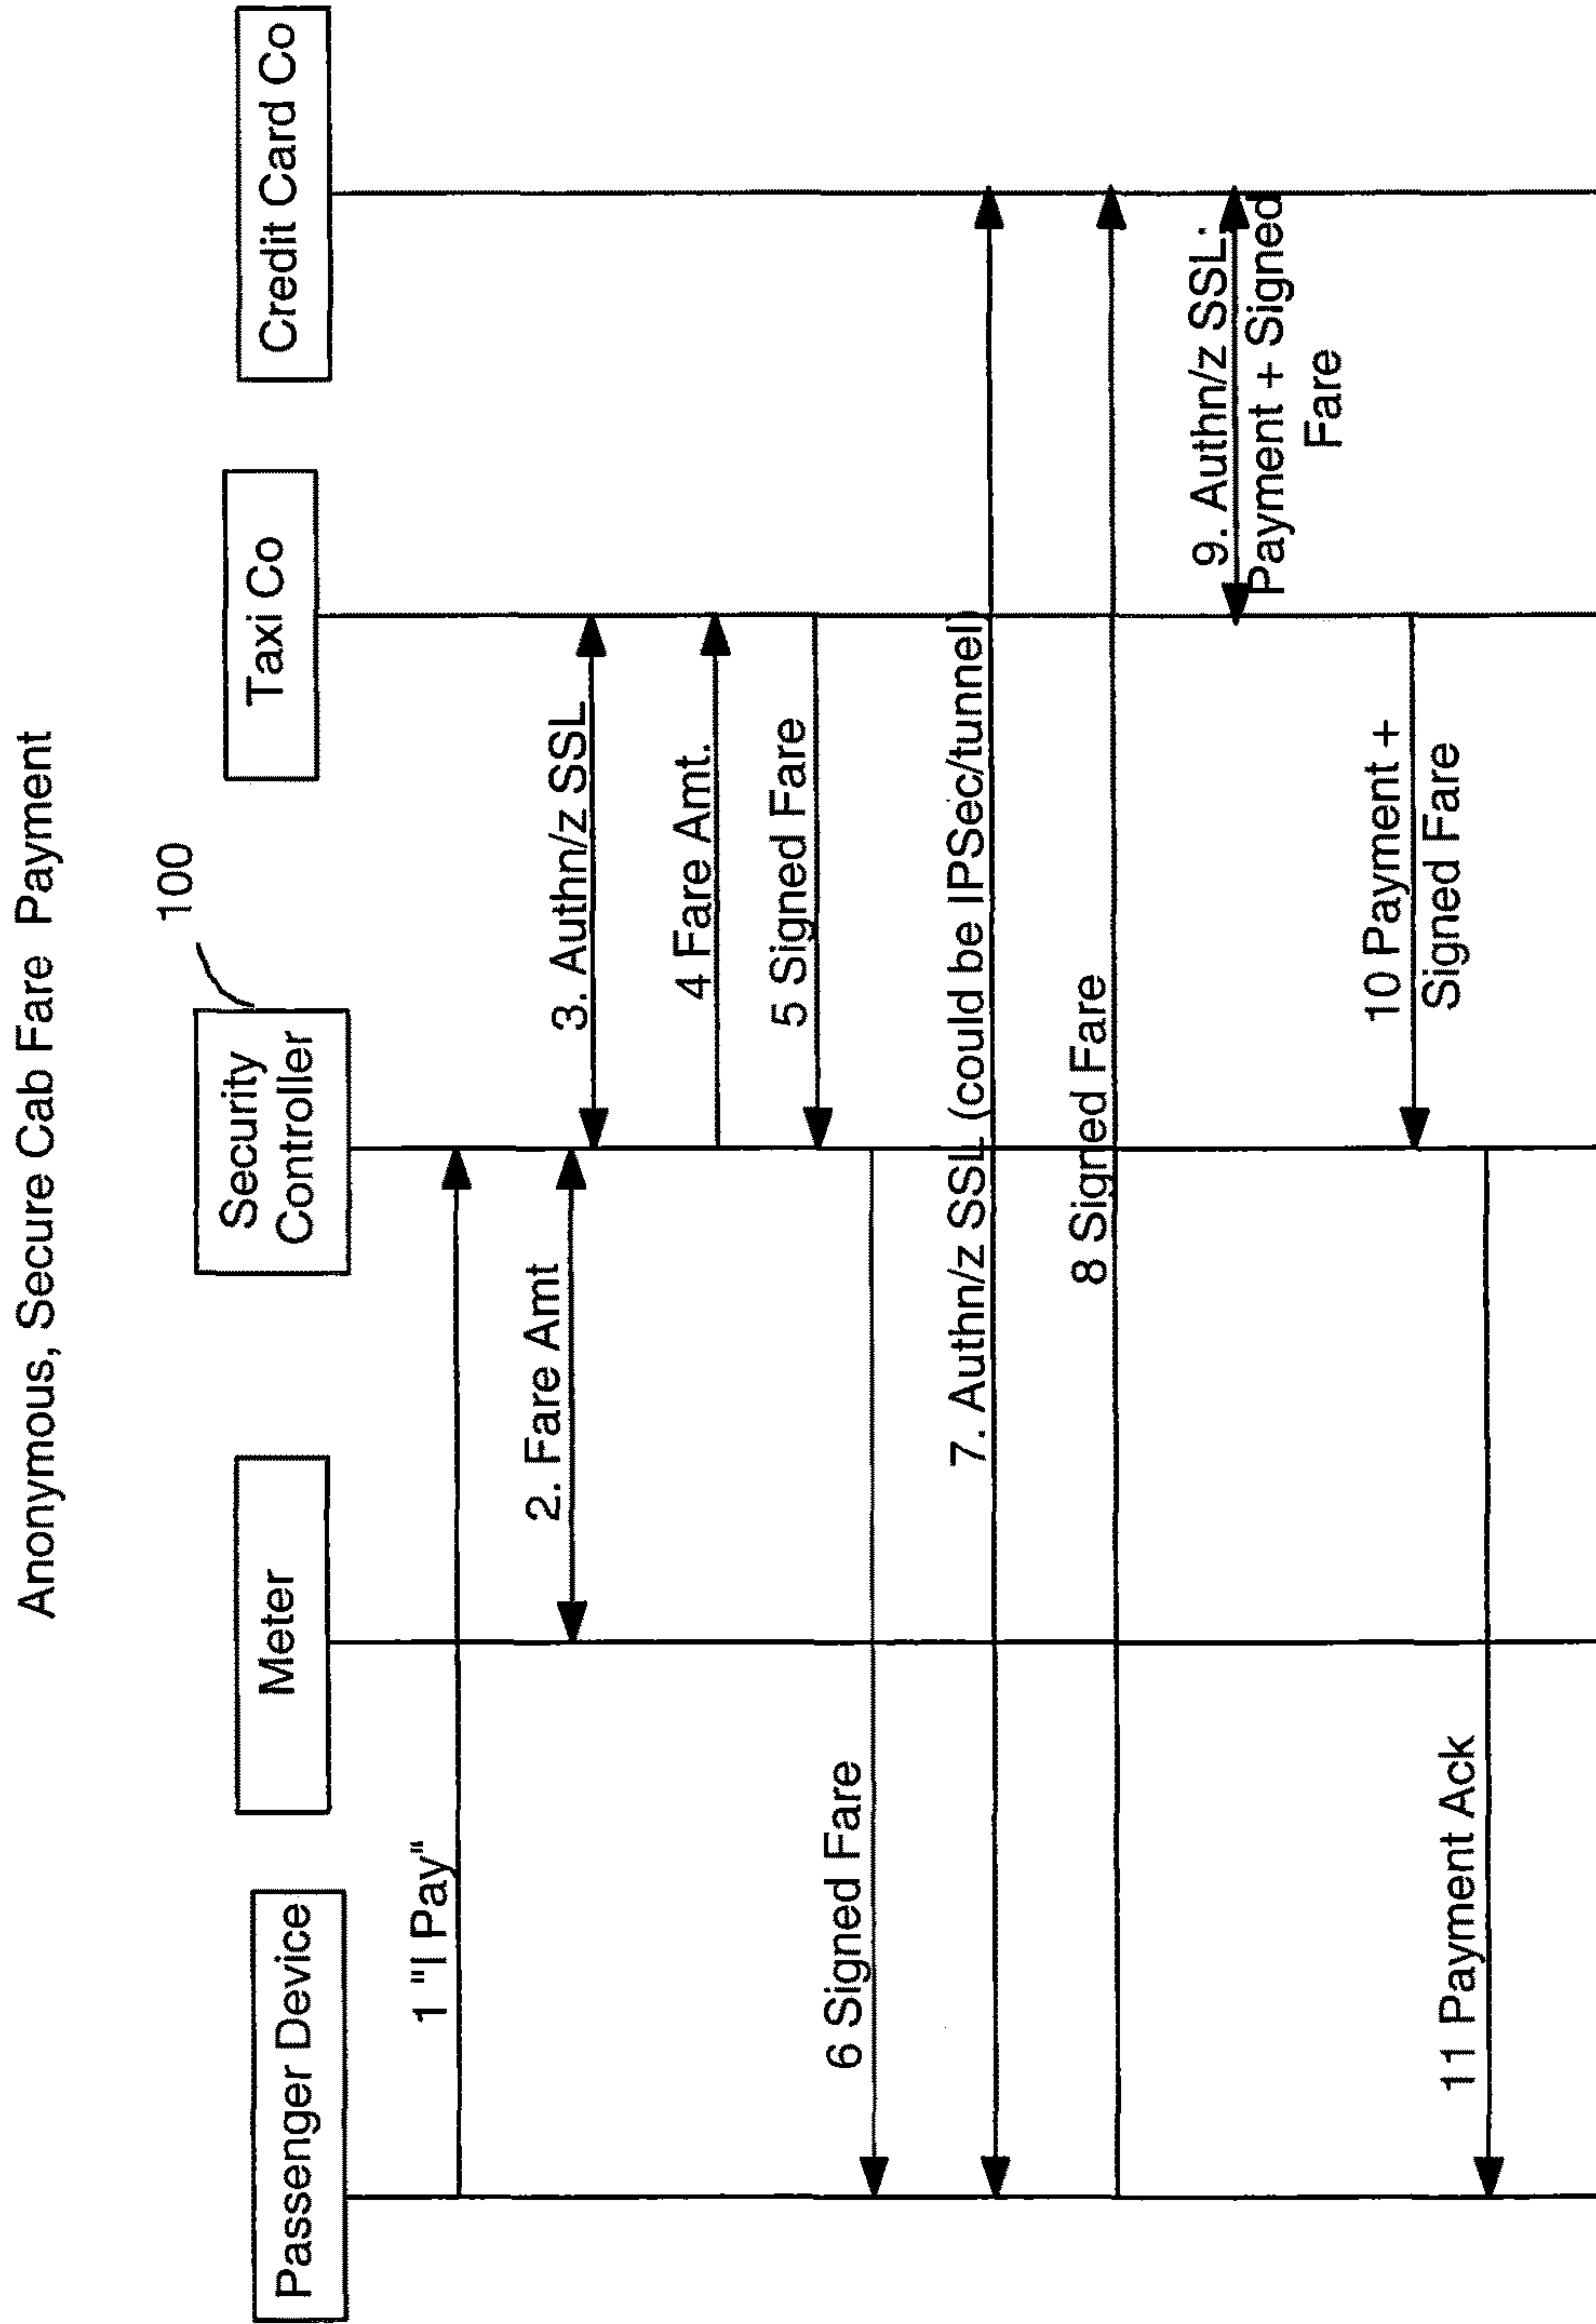 Anonymous, Secure Cab Fare Payment
100
Passenger Device
Meter
Security
Controller
Taxi Co
Credit Card Co
1 "I Pay"
2. Fare Amt
3. Authn/z SSL
4 Fare Amt.
5 Signed Fare
6 Signed Fare
7. Authn/z SSL (could be IPSec/tunnel)
8 Signed Fare
9. Authn/z SSL:
Payment + Signed
Fare
10 Payment +
Signed Fare
11 Payment Ack